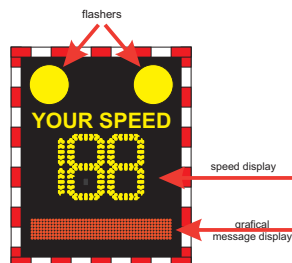 flashers
YOUR SPEED
188
speed display
grafical
message display